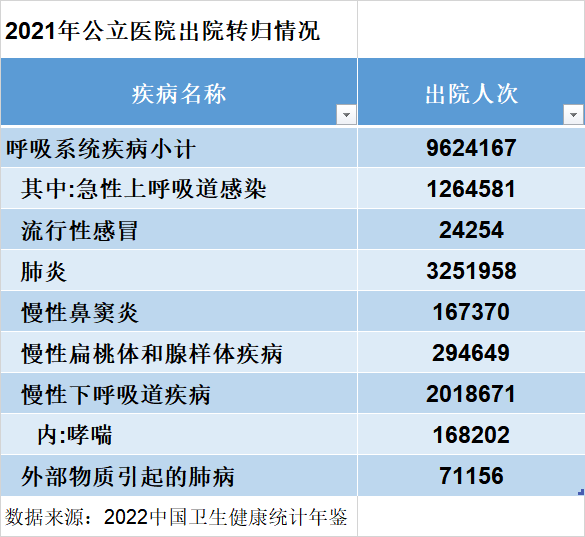 2021年公立医院出院转归情况
疾病名称 出院人次
呼吸系统疾病小计 9624167
其中:急性上呼吸道感染 1264581
流行性感冒 24254
肺炎 3251958
慢性鼻窦炎 167370
慢性扁桃体和腺样体疾病 294649
慢性下呼吸道疾病 2018671
内:哮喘 168202
外部物质引起的肺病 71156
数据来源：2022中国卫生健康统计年鉴